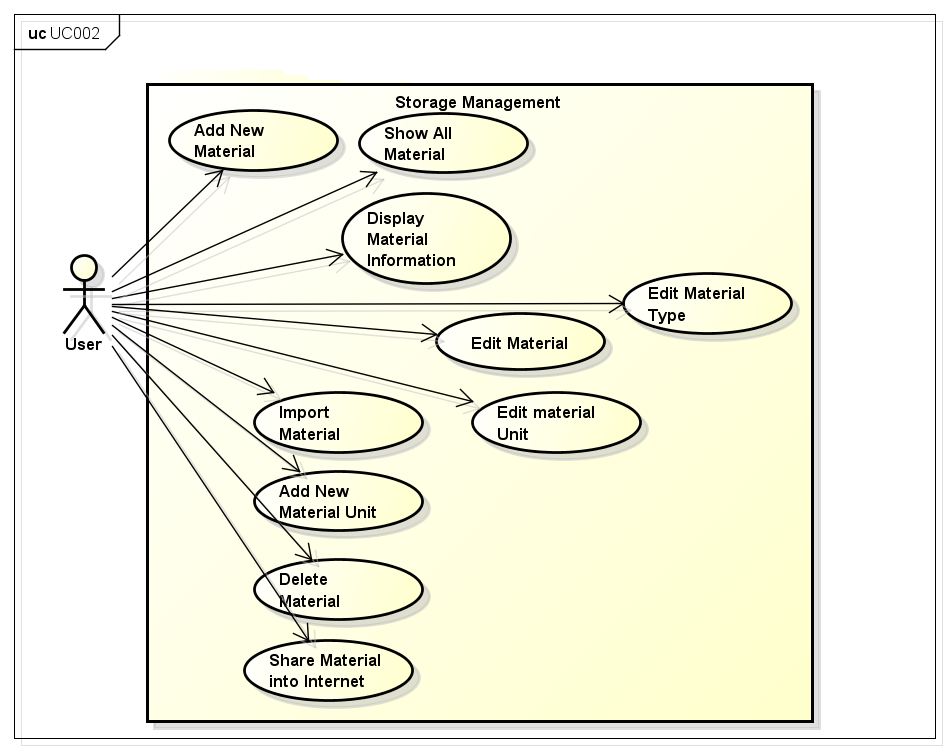 uc UC002
Storage Management
Add New
Material
Show All
Material
Display
Material
Information
Edit Material
Type
User
Edit Material
Import
Material
Edit material
Unit
Add New
Material Unit
Delete
Material
Share Material
into Internet